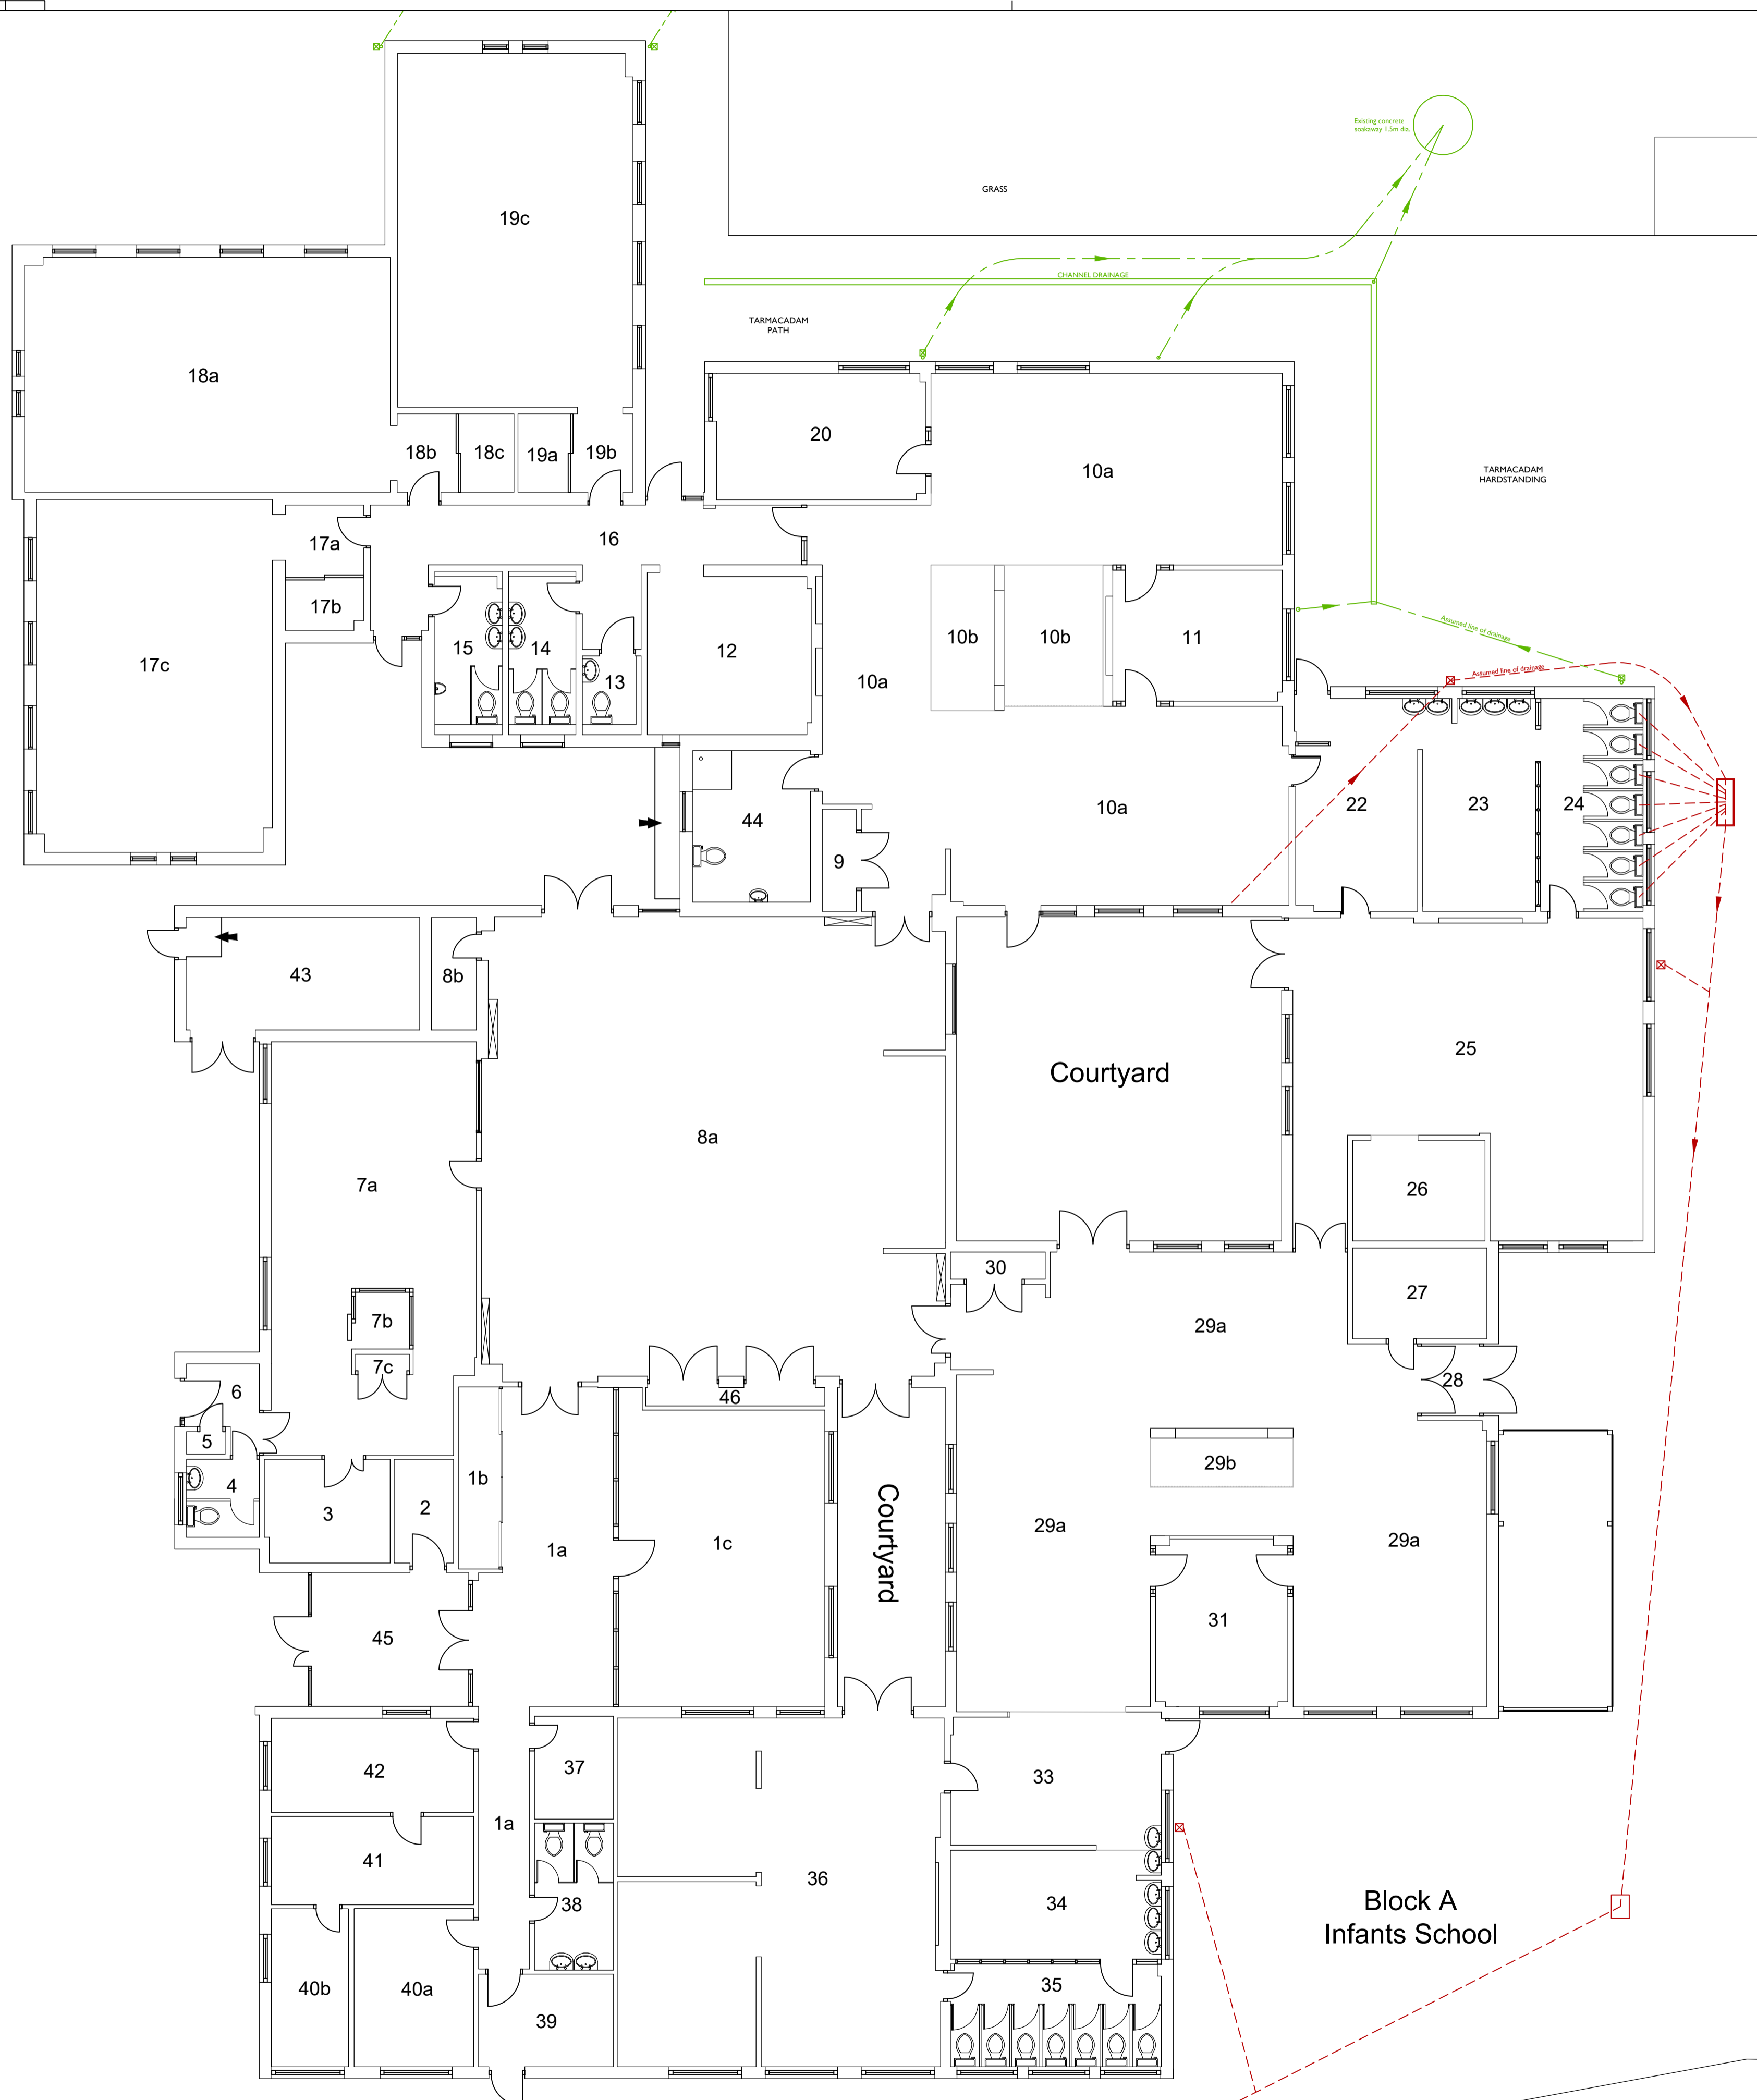 Existing concrete
soakaway 1.5m dia.
GRASS
19c
CHANNEL DRAINAGE
TARMACADAM
PATH
18a
20
18b
18c
19a
19b
10a
TARMACADAM
HARDSTANDING
16
17a
17b
10b
10b
11
15
14
12
13
17c
10a
Assumed line of drainage
Assumed line of drainage
44
10a
22
23
24
9
43
8b
25
Courtyard
8a
7a
26
30
27
7b
29a
7c
28
6
46
5
1b
29b
4
3
2
1a
1c
Courtyard
29a
29a
31
45
42
37
33
1a
41
36
38
34
Block A
Infants School
40b
40a
35
39